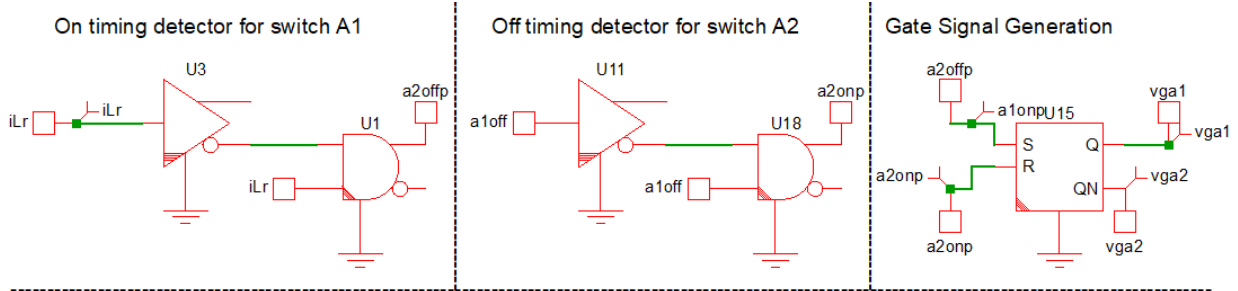 On timing detector for switch A1
U3
iLr
iLr
U1
a2offp
iLr
Off timing detector for switch A2
U11
a1off
a2onp
U18
a1off
Gate Signal Generation
a2offp
a1onp
U15
vga1
vga1
S
Q
R
a2onp
QN
vga2
a2onp
vga2